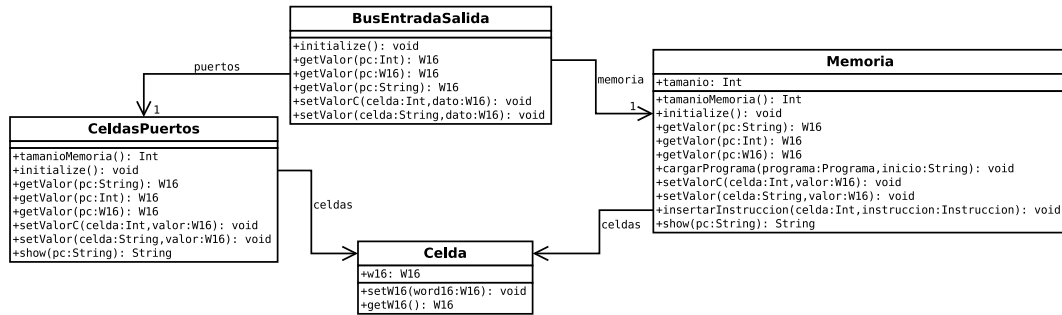 BusEntradaSalida
+initialize(): void
+getValor(pc:Int): W16
+getValor(pc:W16): W16
+getValor(pc:String): W16
+setValorC(celda:Int,dato:W16): void
+setValor(celda:String,dato:W16): void
puertos
1
memoria
1
Memoria
+tamanio: Int
+tamanioMemoria(): Int
+initialize(): void
+getValor(pc:String): W16
+getValor(pc:Int): W16
+getValor(pc:W16): W16
+cargarPrograma(programa:Programa,inicio:String): void
+setValorC(celda:Int,valor:W16): void
+setValor(celda:String,valor:W16): void
+insertarInstruccion(celda:Int,instruccion:Instruccion): void
+show(pc:String): String
CeldasPuertos
+tamanioMemoria(): Int
+initialize(): void
+getValor(pc:String): W16
+getValor(pc:Int): W16
+getValor(pc:W16): W16
+setValorC(celda:Int,valor:W16): void
+setValor(celda:String,valor:W16): void
+show(pc:String): String
celdas
celdas
Celda
+w16: W16
+setW16(word16:W16): void
+getW16(): W16